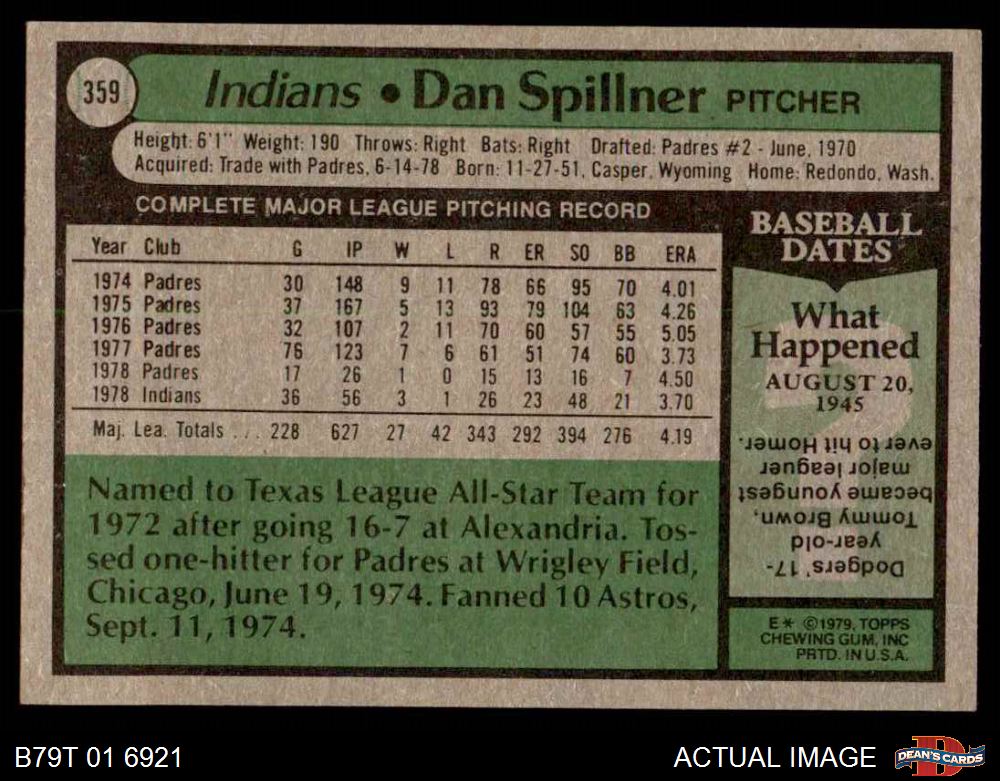 359
Indians • Dan Spillner PITCHER
Height: 6'1" Weight: 190 Throws: Right Bats: Right Drafted: Padres #2 - June, 1970
Acquired: Trade with Padres, 6-14-78 Born: 11-27-51, Casper, Wyoming Home: Redondo, Wash.
COMPLETE MAJOR LEAGUE PITCHING RECORD
Year Club G IP W L R ER SO BB ERA
1974 Padres 30 148 9 11 78 66 95 70 4.01
1975 Padres 37 167 5 13 93 79 104 63 4.26
1976 Padres 32 107 2 11 70 60 57 55 5.05
1977 Padres 76 123 7 6 61 51 74 60 3.73
1978 Padres 17 26 1 0 15 13 16 7 4.50
1978 Indians 36 56 3 1 26 23 48 21 3.70
Maj. Lea. Totals ... 228 627 27 42 343 292 394 276 4.19
Named to Texas League All-Star Team for
1972 after going 16-7 at Alexandria. Tos-
sed one-hitter for Padres at Wrigley Field,
Chicago, June 19, 1974. Fanned 10 Astros,
Sept. 11, 1974.
BASEBALL
DATES
What
Happened
AUGUST 20,
1945
Dodgers' 17-
year-old
Tommy Brown,
became youngest
major leaguer
ever to hit Homer.
E* ©1979, TOPPS
CHEWING GUM, INC
PRTD. IN U.S.A.
B79T 01 6921
ACTUAL IMAGE
D
DEAN'S CARDS